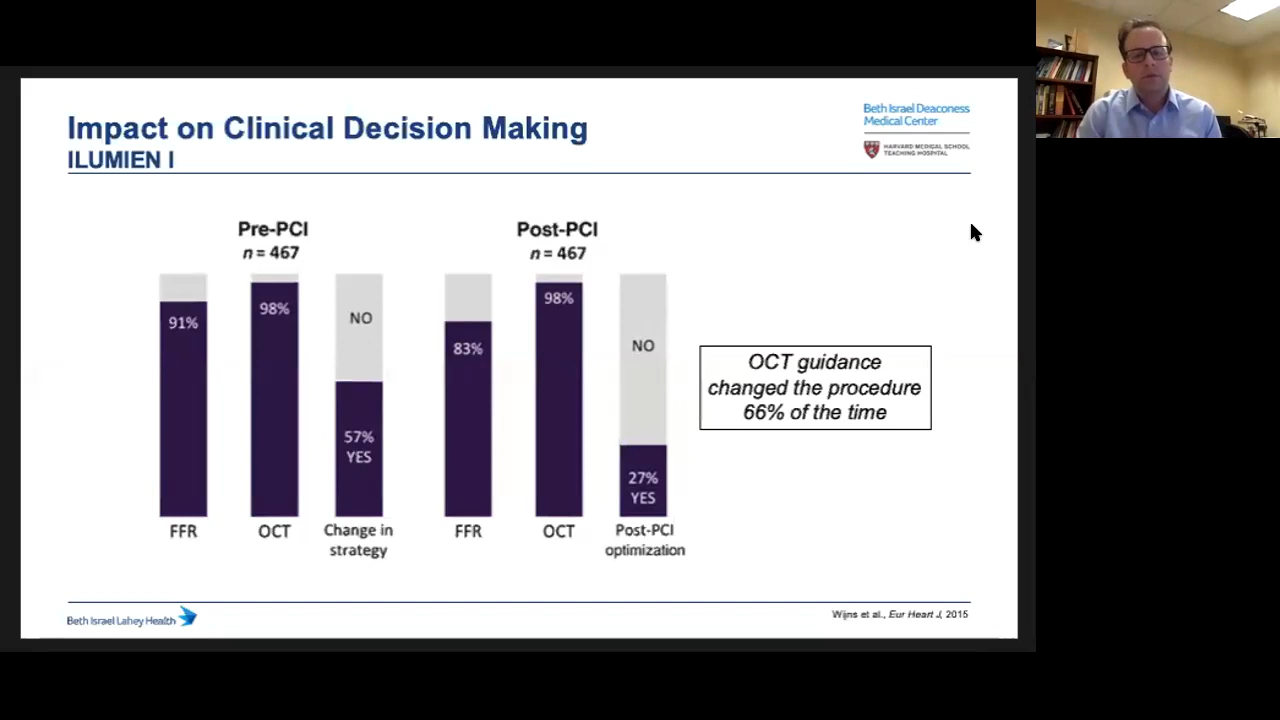 Impact on Clinical Decision Making
ILUMIEN I
Beth Israel Deaconess
Medical Center
HARVARD MEDICAL SCHOOL
TEACHING HOSPITAL
Pre-PCI
n = 467
91%
98%
NO
57%
YES
FFR
OCT
Change in
strategy
Post-PCI
n = 467
83%
98%
NO
27%
YES
FFR
OCT
Post-PCI
optimization
OCT guidance
changed the procedure
66% of the time
Beth Israel Lahey Health
Wijns et al., Eur Heart J, 2015